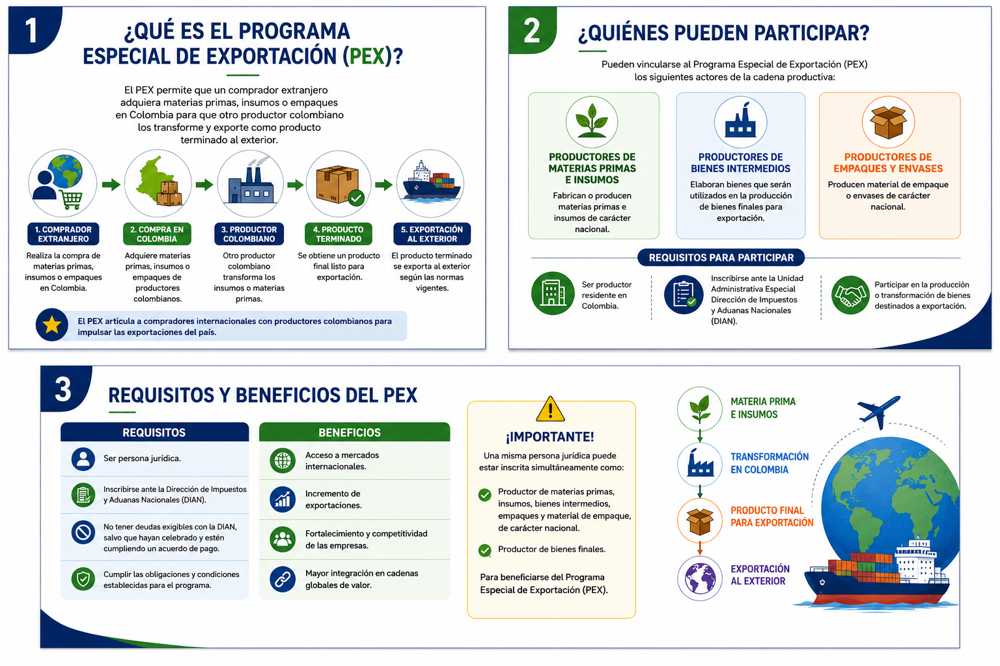 1
¿QUÉ ES EL PROGRAMA
ESPECIAL DE EXPORTACIÓN (PEX)?
El PEX permite que un comprador extranjero
adquiera materias primas, insumos o empaques
en Colombia para que otro productor colombiano
los transforme y exporte como producto
terminado al exterior.
1. COMPRADOR
EXTRANJERO
Realiza la compra de
materias primas,
insumos o empaques
en Colombia.
2. COMPRA EN
COLOMBIA
Adquiere materias
primas, insumos o
empaques de
productores
colombianos.
3. PRODUCTOR
COLOMBIANO
Otro productor
colombiano
transforma los
insumos o materias
primas.
4. PRODUCTO
TERMINADO
Se obtiene un producto
final listo para
exportación.
5. EXPORTACIÓN
AL EXTERIOR
El producto terminado
se exporta al exterior
según las normas
vigentes.
El PEX articula a compradores internacionales con productores colombianos para
impulsar las exportaciones del país.
2
¿QUIÉNES PUEDEN PARTICIPAR?
Pueden vincularse al Programa Especial de Exportación (PEX)
los siguientes actores de la cadena productiva:
PRODUCTORES DE
MATERIAS PRIMAS
E INSUMOS
Fabrican o producen
materias primas e
insumos de carácter
nacional.
PRODUCTORES DE
BIENES INTERMEDIOS
Elaboran bienes que serán
utilizados en la producción
de bienes finales para
exportación.
PRODUCTORES DE
EMPAQUES Y ENVASES
Producen material de empaque
o envases de carácter
nacional.
REQUISITOS PARA PARTICIPAR
Ser productor
residente en
Colombia.
Inscribirse ante la Unidad
Administrativa Especial
Dirección de Impuestos
y Aduanas Nacionales
(DIAN).
Participar en la producción
o transformación de bienes
destinados a exportación.
3
REQUISITOS Y BENEFICIOS DEL PEX
REQUISITOS
Ser persona jurídica.
Inscribirse ante la Dirección de Impuestos
y Aduanas Nacionales (DIAN).
No tener deudas exigibles con la DIAN,
salvo que hayan celebrado y estén
cumpliendo un acuerdo de pago.
Cumplir las obligaciones y condiciones
establecidas para el programa.
BENEFICIOS
Acceso a mercados
internacionales.
Incremento de
exportaciones.
Fortalecimiento y competitividad
de las empresas.
Mayor integración en cadenas
globales de valor.
¡IMPORTANTE!
Una misma persona jurídica puede
estar inscrita simultáneamente como:
Productor de materias primas,
insumos, bienes intermedios,
empaques y material de empaque,
de carácter nacional.
Productor de bienes finales.
Para beneficiarse del Programa
Especial de Exportación (PEX).
MATERIA PRIMA
E INSUMOS
TRANSFORMACIÓN
EN COLOMBIA
PRODUCTO FINAL
PARA EXPORTACIÓN
EXPORTACIÓN
AL EXTERIOR